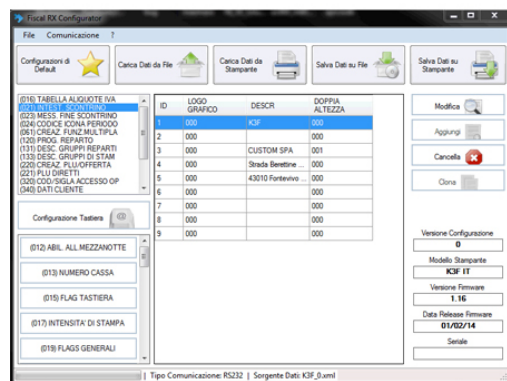 Fiscal RX Configurator
File Comunicazione ?
Configurazioni di Default
Carica Dati da File
Carica Dati da Stampante
Salva Dati su File
Salva Dati su Stampante
(016) TABELLA ALIQUOTE IVA
(021) INTEST. SCONTRINO
(023) MESS. FINE SCONTRINO
(024) CODICE ICONA PERIODO
(061) CREAZ. FUNZ.MULTIPLA
(120) PROG. REPARTO
(131) DESC. GRUPPI REPARTI
(133) DESC. GRUPPI DI STAM
(220) CREAZ. PLU/OFFERTA
(221) PLU DIRETTI
(320) COD/SIGLA ACCESSO OP
(340) DATI CLIENTE
Configurazione Tastiera
(012) ABIL. ALL.MEZZANOTTE
(013) NUMERO CASSA
(015) FLAG TASTIERA
(017) INTENSITA' DI STAMPA
(019) FLAGS GENERALI
ID LOGO GRAFICO DESCR DOPPIA ALTEZZA
1 000 K3F 000
2 000 000
3 000 CUSTOM SPA 001
4 000 Strada Berettine ... 000
5 000 43010 Fontevivo ... 000
6 000 000
7 000 000
8 000 000
9 000 000
Modifica
Aggiungi
Cancella
Clona
Versione Configurazione
0
Modello Stampante
K3F IT
Versione Firmware
1.16
Data Release Firmware
01/02/14
Seriale
Tipo Comunicazione: RS232 | Sorgente Dati: K3F_0.xml